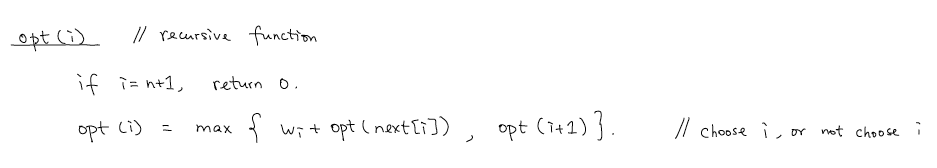 opt (i) // recursive function
if i = n+1, return 0.
opt (i) = max { wi + opt (next[i]) , opt (i+1) }. // choose i, or not choose i